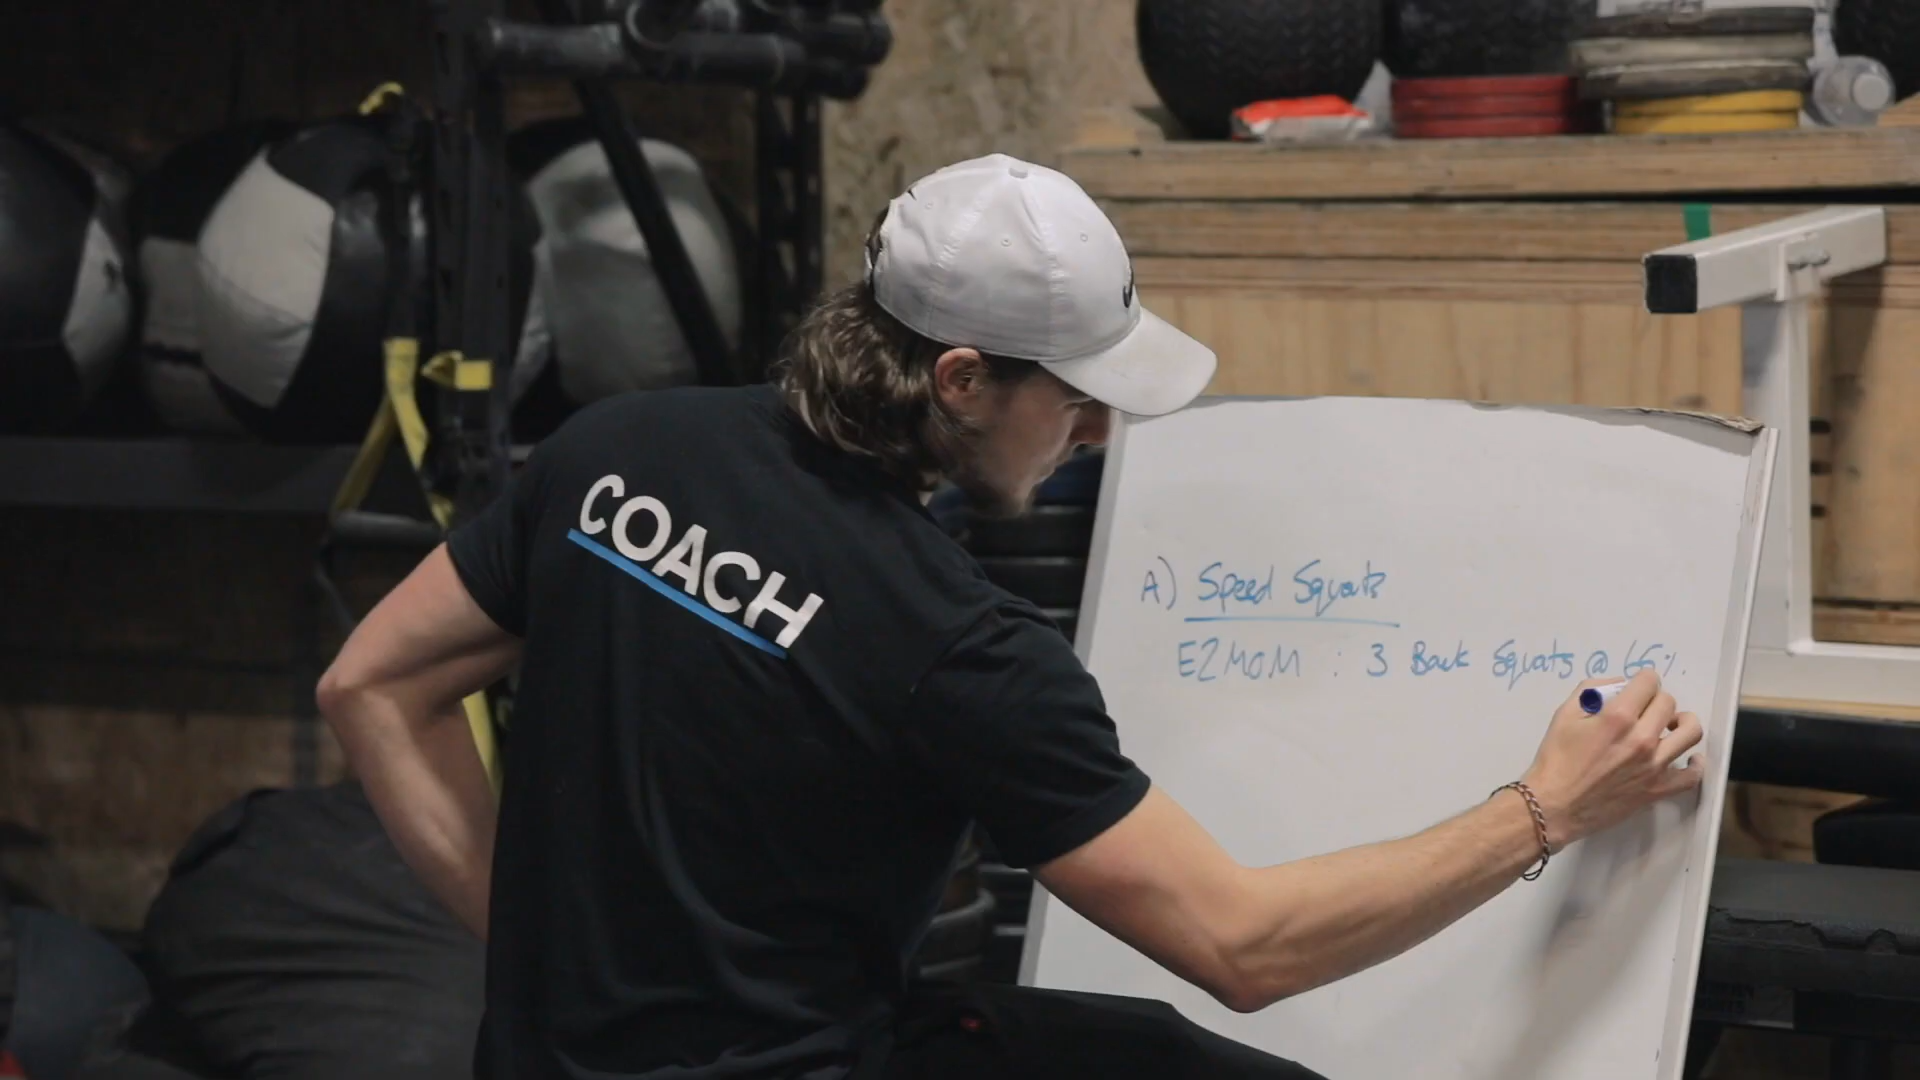 COACH
A) Speed Squats
E2MOM : 3 Back Squats @ 65%.